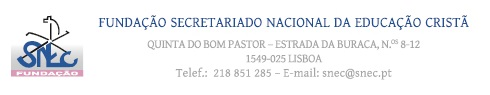 FUNDAÇÃO SECRETARIADO NACIONAL DA EDUCAÇÃO CRISTÃ
QUINTA DO BOM PASTOR – ESTRADA DA BURACA, N.ºˢ 8-12
1549-025 LISBOA
Telef.: 218 851 285 – E-mail: snec@snec.pt
SNEC
FUNDAÇÃO